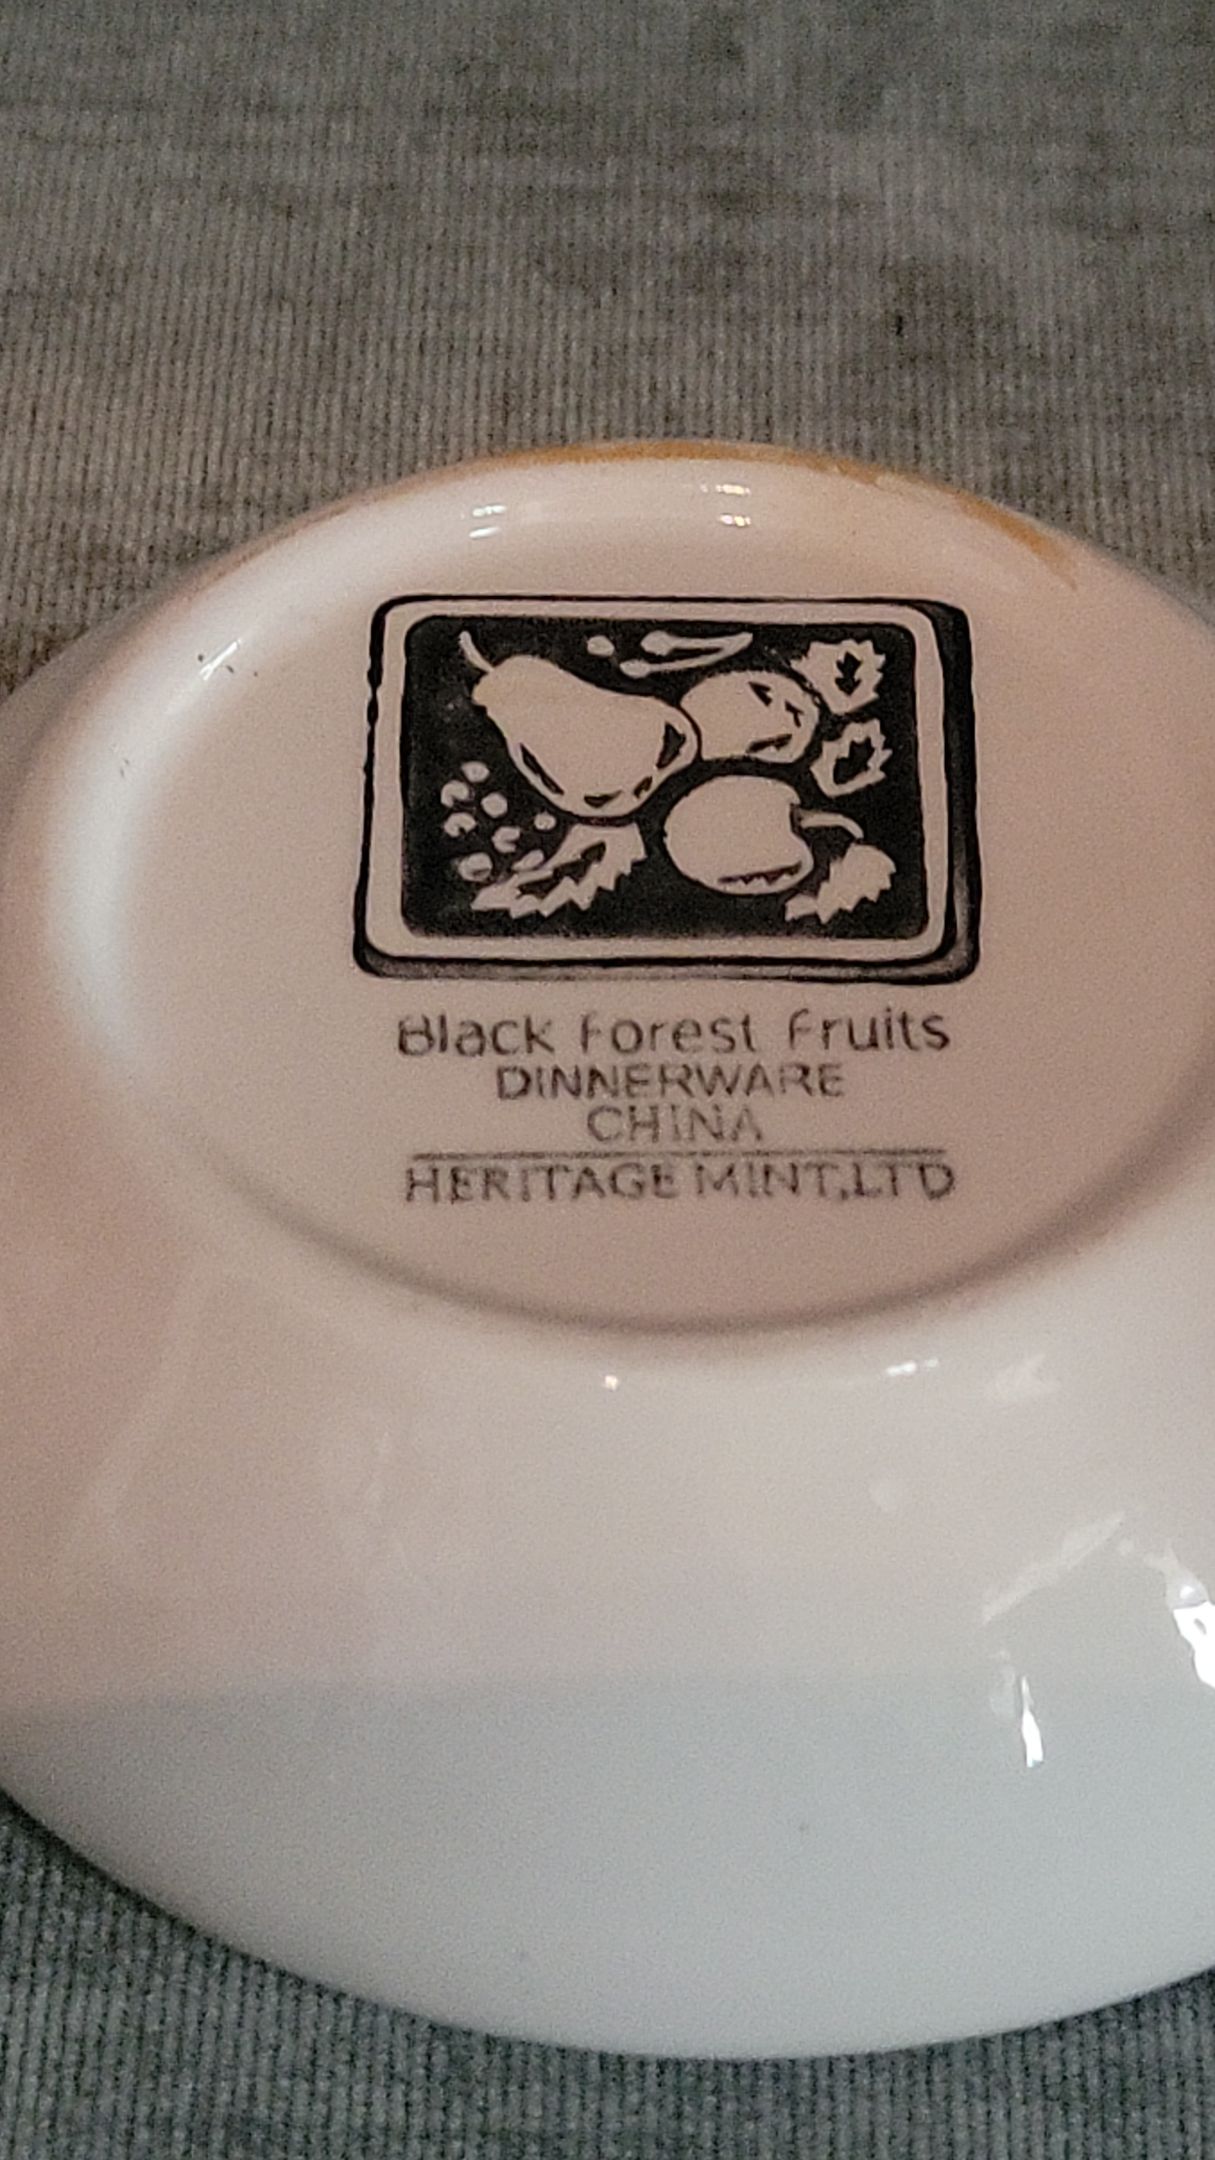 Black Forest Fruits
DINNERWARE
CHINA
HERITAGE MINT,LTD